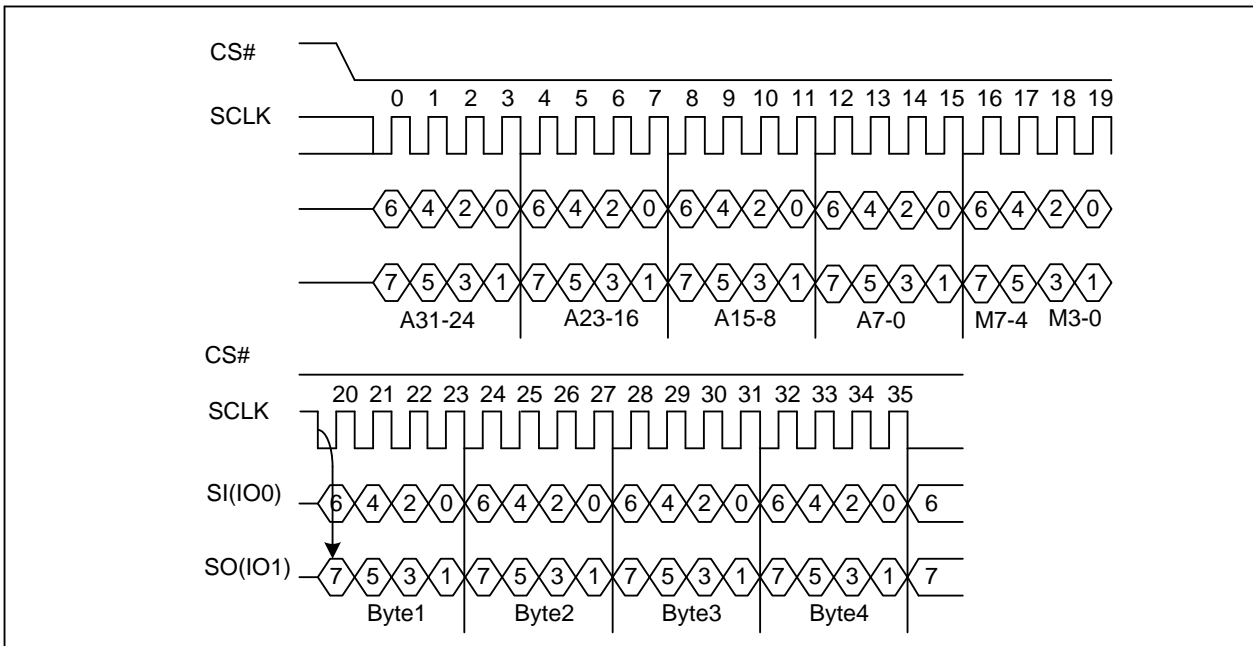 CS#
0 1 2 3 4 5 6 7 8 9 10 11 12 13 14 15 16 17 18 19
SCLK
6 4 2 0 6 4 2 0 6 4 2 0 6 4 2 0 6 4 2 0
7 5 3 1 7 5 3 1 7 5 3 1 7 5 3 1 7 5 3 1
A31-24 A23-16 A15-8 A7-0 M7-4 M3-0
CS#
20 21 22 23 24 25 26 27 28 29 30 31 32 33 34 35
SCLK
SI(IO0) 6 4 2 0 6 4 2 0 6 4 2 0 6 4 2 0 6
SO(IO1) 7 5 3 1 7 5 3 1 7 5 3 1 7 5 3 1 7
Byte1 Byte2 Byte3 Byte4